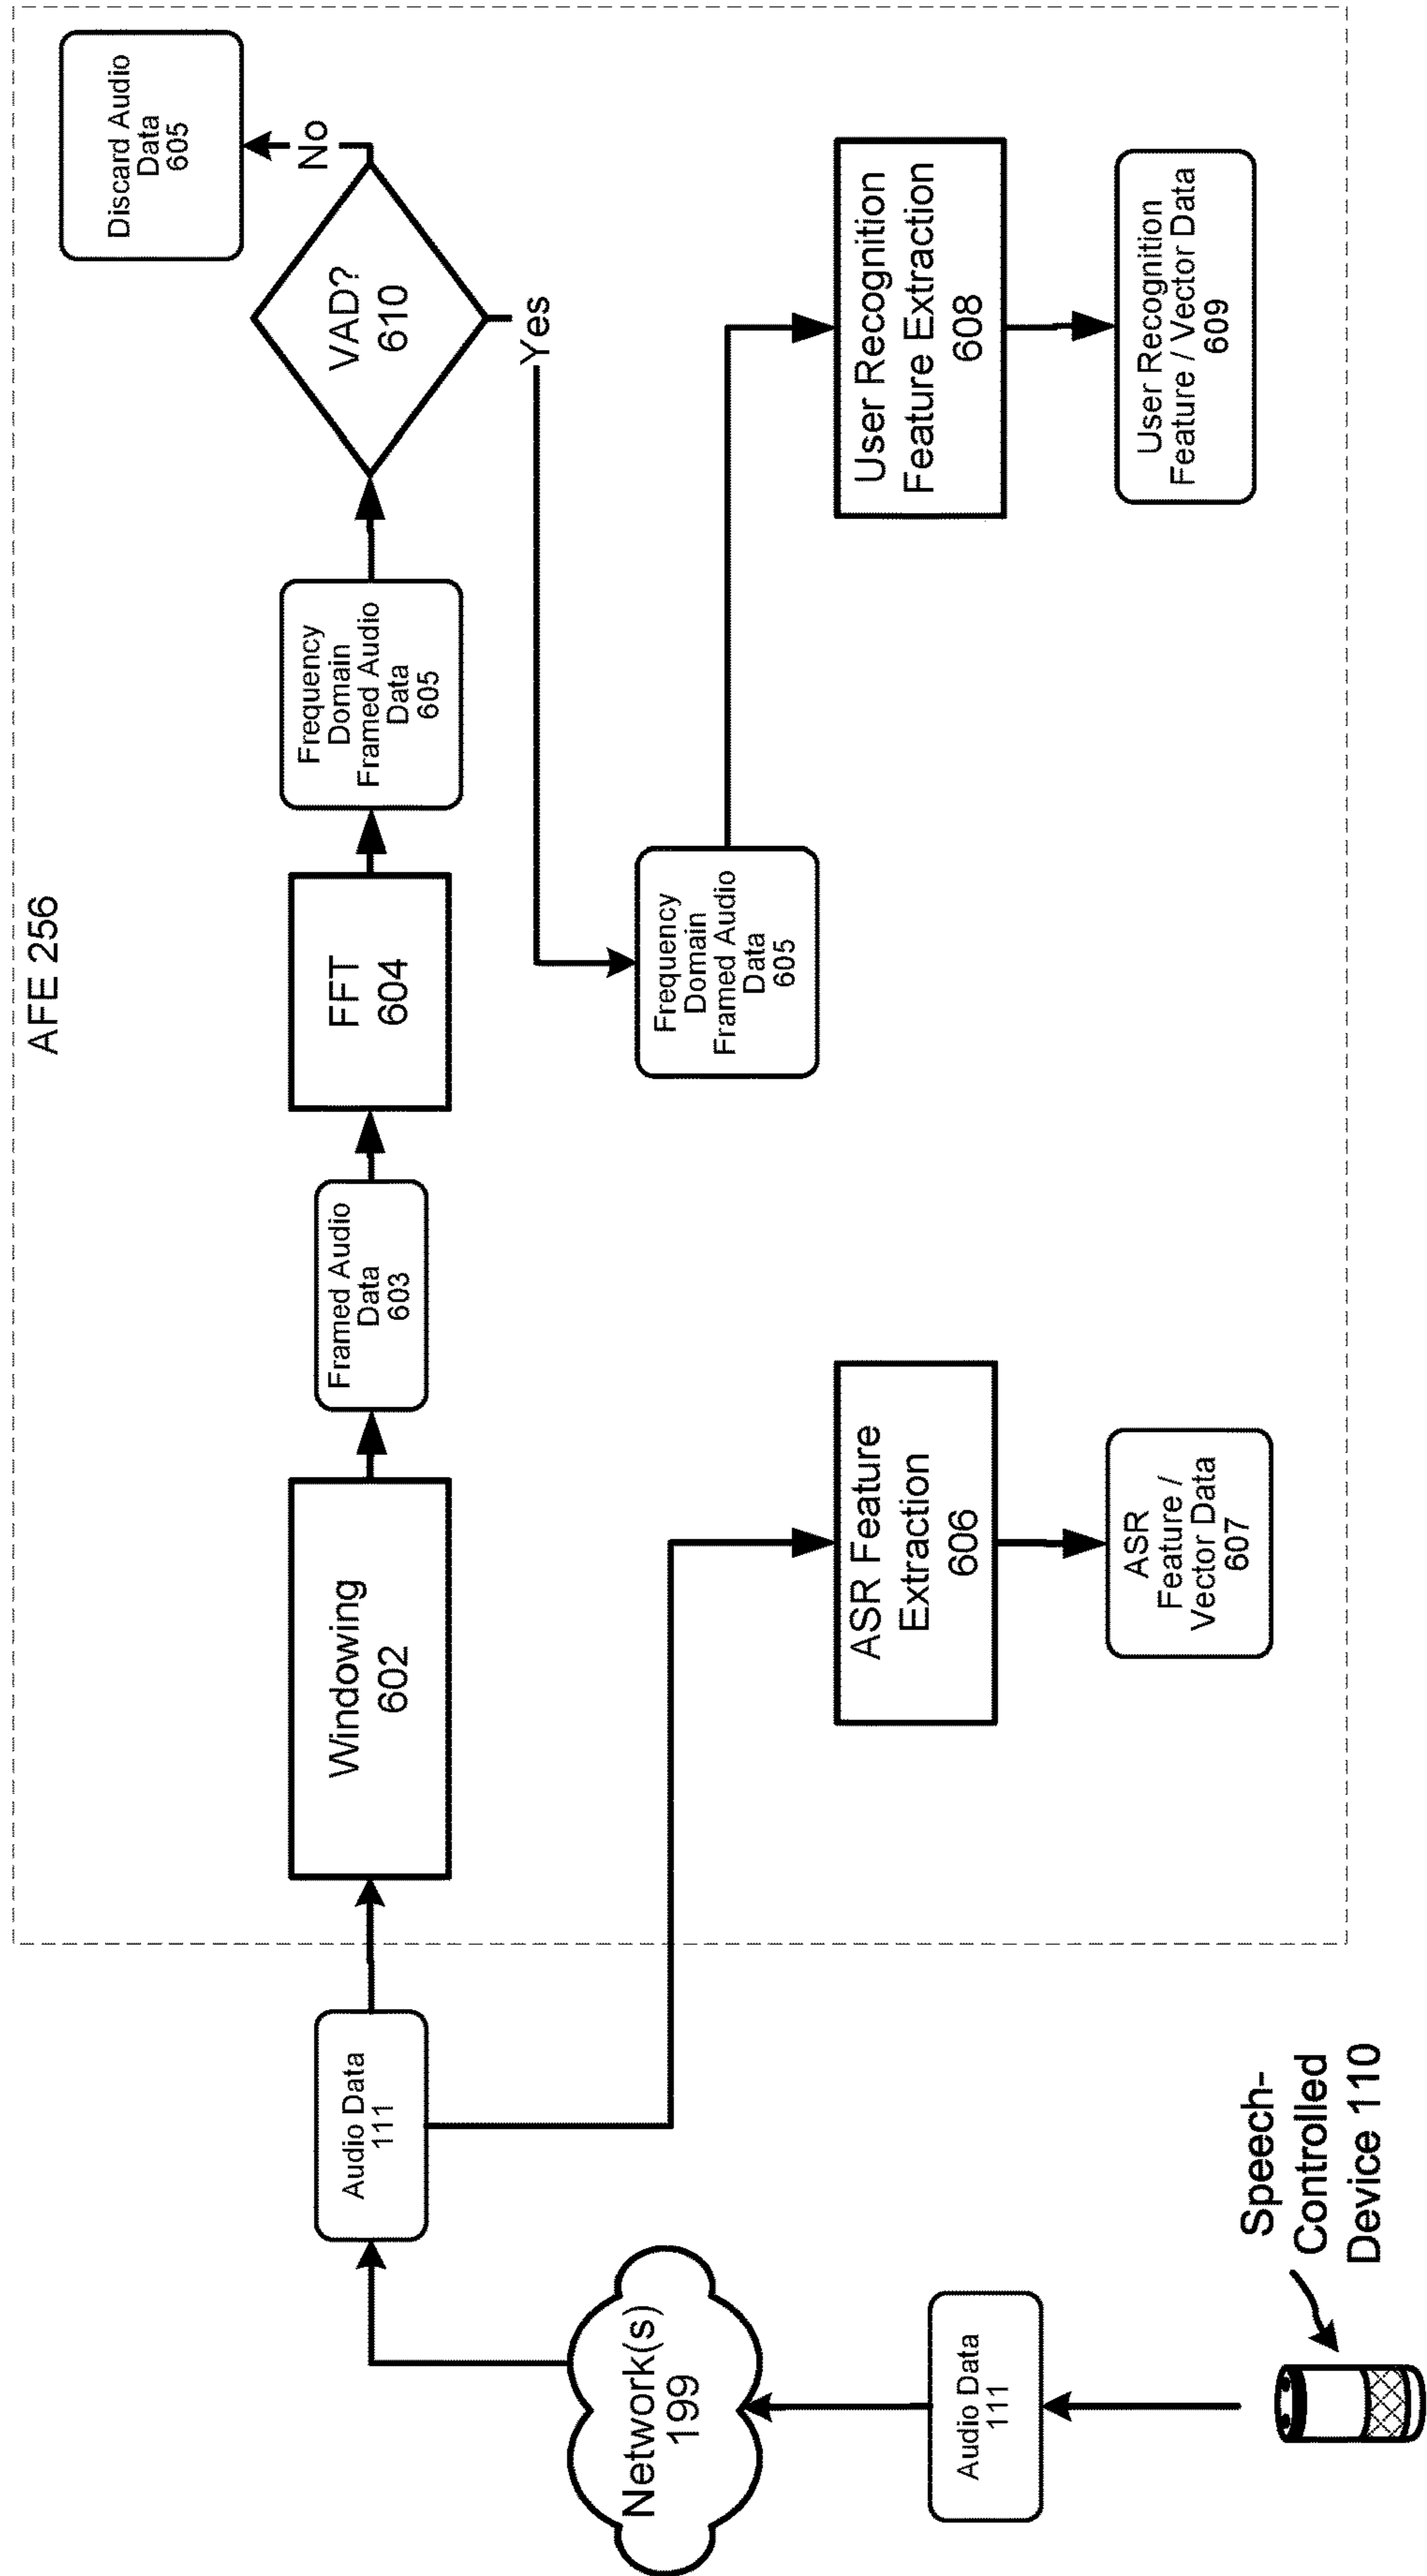 AFE 256
Speech-
Controlled
Device 110
Audio Data
111
Network(s)
199
Audio Data
111
Windowing
602
Framed Audio
Data
603
FFT
604
Frequency
Domain
Framed Audio
Data
605
VAD?
610
No
Discard Audio
Data
605
Yes
Frequency
Domain
Framed Audio
Data
605
User Recognition
Feature Extraction
608
User Recognition
Feature / Vector Data
609
ASR Feature
Extraction
606
ASR
Feature /
Vector Data
607